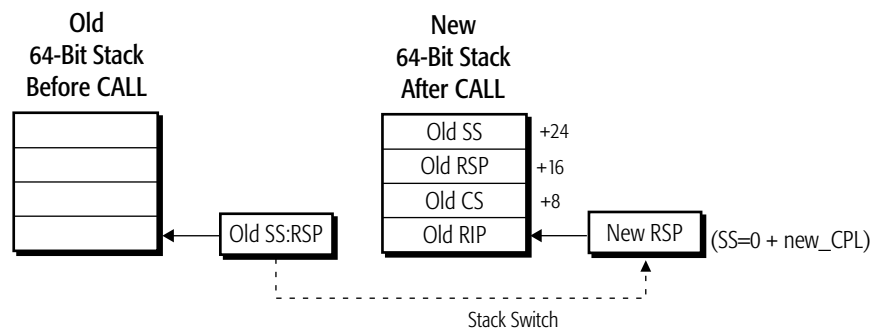 Old
64-Bit Stack
Before CALL
New
64-Bit Stack
After CALL
Old SS +24
Old RSP +16
Old CS +8
Old RIP
Old SS:RSP
New RSP
(SS=0 + new_CPL)
Stack Switch